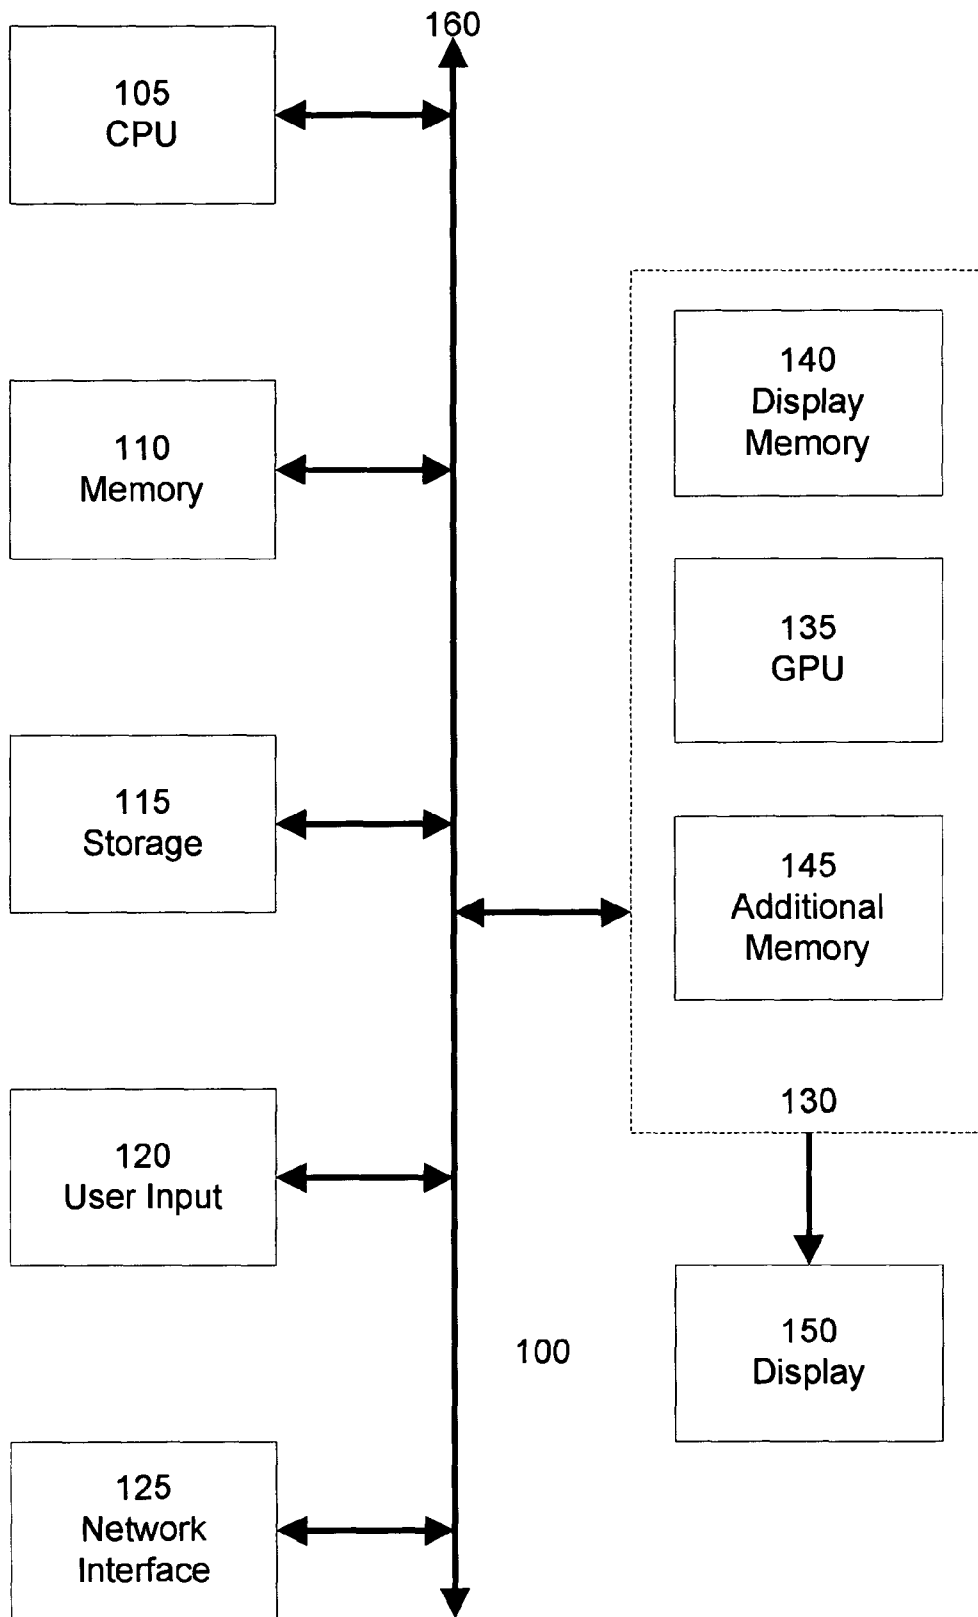 160
105
CPU
110
Memory
115
Storage
120
User Input
125
Network
Interface
140
Display
Memory
135
GPU
145
Additional
Memory
130
150
Display
100